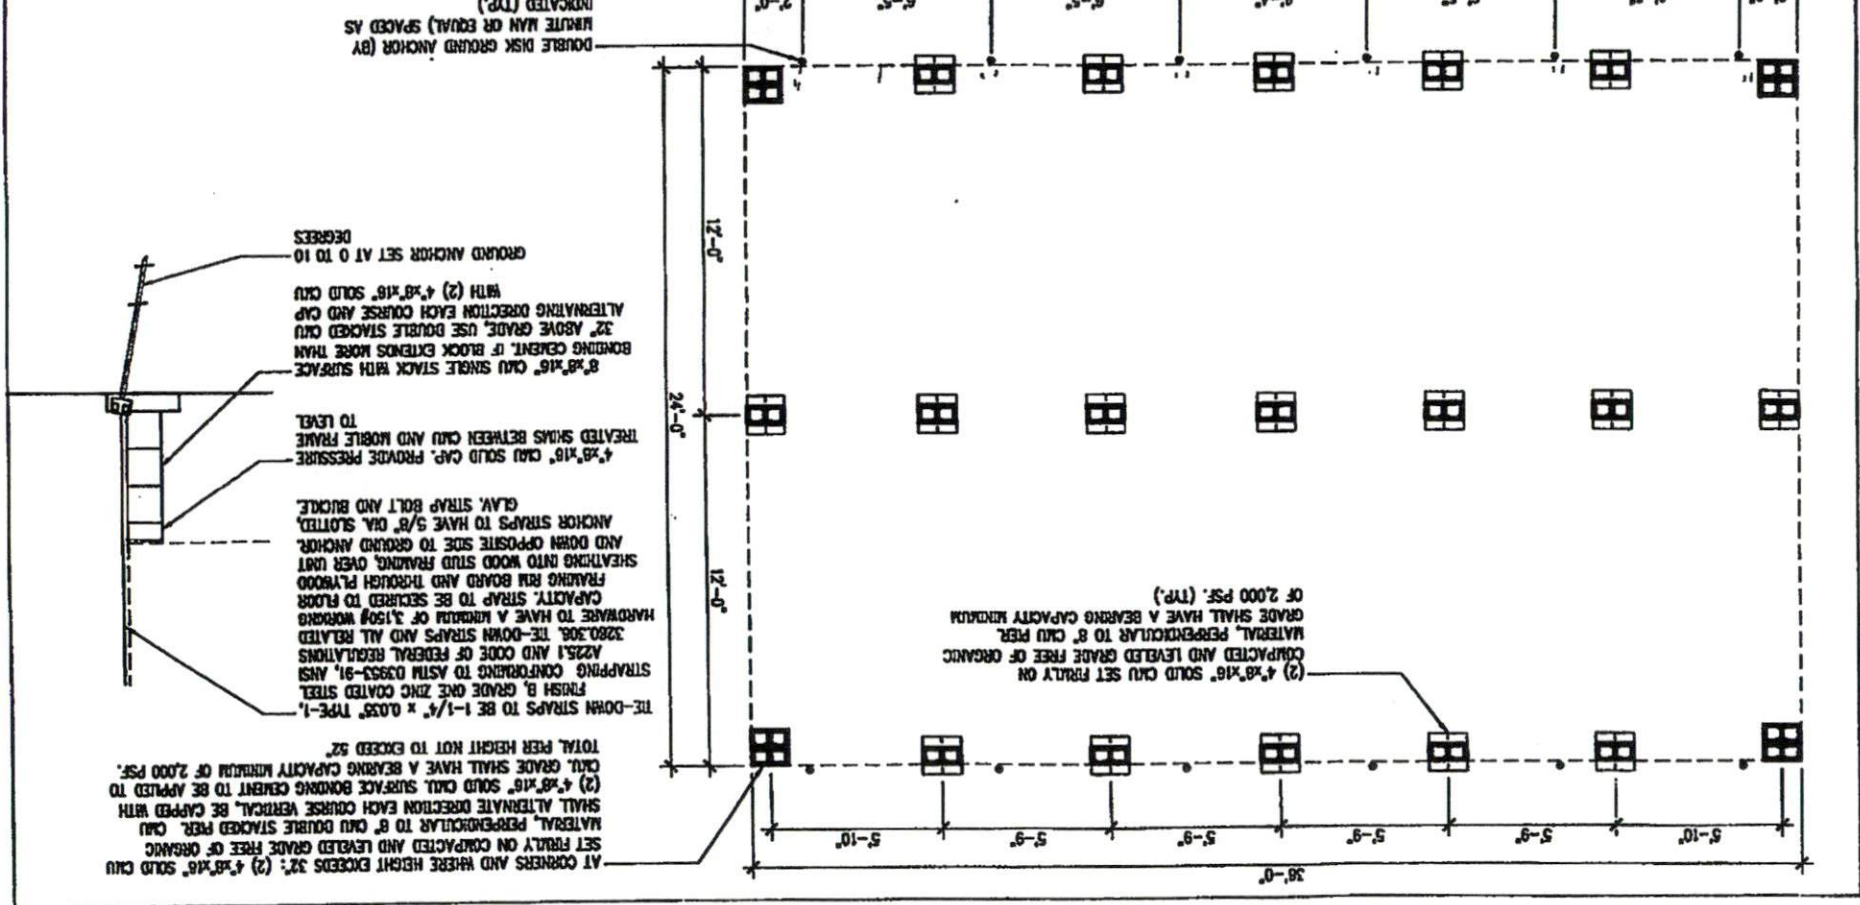 36'-0"
5'-10" 5'-9" 5'-9" 5'-9" 5'-9" 5'-10"
AT CORNERS AND WHERE HEIGHT EXCEEDS 32": (2) 4"x8"x16" SOLID CMU
SET FIRMLY ON COMPACTED AND LEVELED GRADE FREE OF ORGANIC
MATERIAL, PERPENDICULAR TO 8" CMU DOUBLE STACKED PIER. CMU
SHALL ALTERNATE DIRECTION EACH COURSE VERTICAL, BE CAPPED WITH
(2) 4"x8"x16" SOLID CMU. SURFACE BONDING CEMENT TO BE APPLIED TO
CMU. GRADE SHALL HAVE A BEARING CAPACITY MINIMUM OF 2,000 PSF.
TOTAL PIER HEIGHT NOT TO EXCEED 52"
(2) 4"x8"x16" SOLID CMU SET FIRMLY ON
COMPACTED AND LEVELED GRADE FREE OF ORGANIC
MATERIAL, PERPENDICULAR TO 8" CMU PIER.
GRADE SHALL HAVE A BEARING CAPACITY MINIMUM
OF 2,000 PSF. (TYP.)
12'-0"
24'-0"
12'-0"
TIE-DOWN STRAPS TO BE 1-1/4" x 0.035" TYPE-1,
FINISH B, GRADE ONE ZINC COATED STEEL
STRAPPING CONFORMING TO ASTM D3953-91, ANSI
A225.1 AND CODE OF FEDERAL REGULATIONS
3280.306. TIE-DOWN STRAPS AND ALL RELATED
HARDWARE TO HAVE A MINIMUM OF 3,150# WORKING
CAPACITY. STRAP TO BE SECURED TO FLOOR
FRAMING RIM BOARD AND THROUGH PLYWOOD
SHEATHING INTO WOOD STUD FRAMING, OVER UNIT
AND DOWN OPPOSITE SIDE TO GROUND ANCHOR.
ANCHOR STRAPS TO HAVE 5/8" DIA. SLOTTED,
GLAV. STRAP BOLT AND BUCKLE.
4"x8"x16" CMU SOLID CAP. PROVIDE PRESSURE
TREATED SHIMS BETWEEN CMU AND MOBILE FRAME
TO LEVEL
8"x8"x16" CMU SINGLE STACK WITH SURFACE
BONDING CEMENT. IF BLOCK EXTENDS MORE THAN
32" ABOVE GRADE, USE DOUBLE STACKED CMU
ALTERNATING DIRECTION EACH COURSE AND CAP
WITH (2) 4"x8"x16" SOLID CMU
GROUND ANCHOR SET AT 0 TO 10
DEGREES
DOUBLE DISK GROUND ANCHOR (BY
MINUTE MAN OR EQUAL) SPACED AS
INDICATED (TYP.)
6'-5" 6'-5" 2'-0"